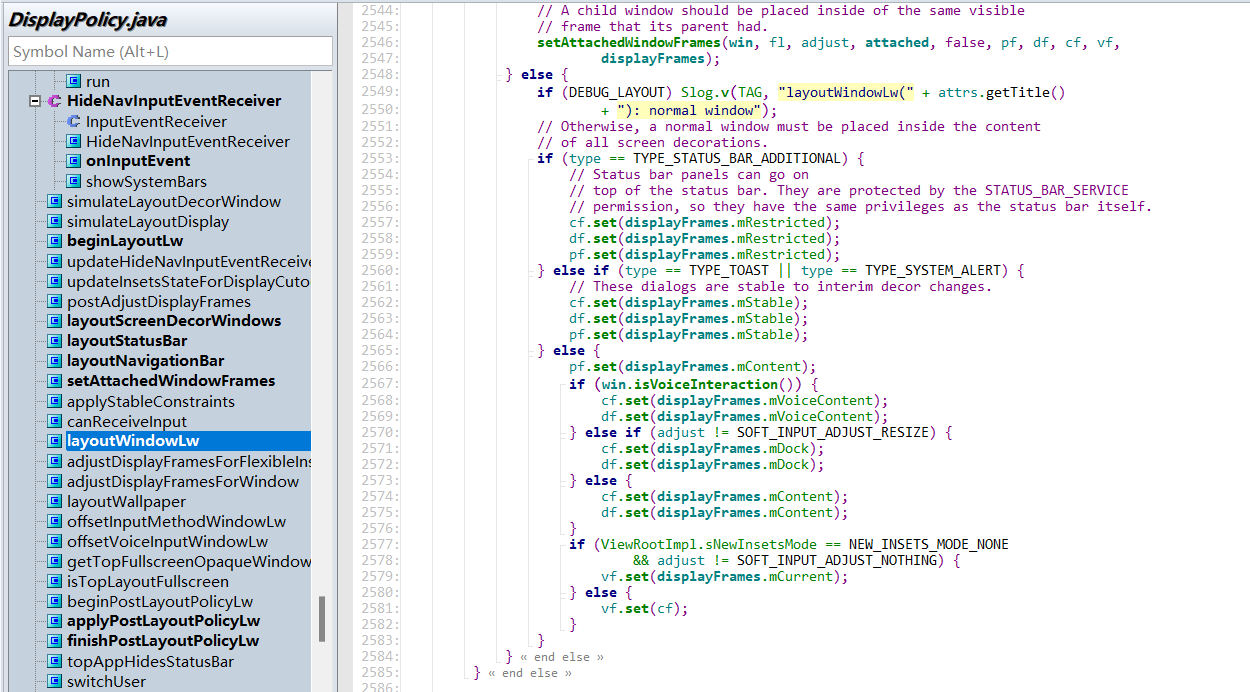 DisplayPolicy.java
Symbol Name (Alt+L)
run
HideNavInputEventReceiver
InputEventReceiver
HideNavInputEventReceiver
onInputEvent
showSystemBars
simulateLayoutDecorWindow
simulateLayoutDisplay
beginLayoutLw
updateHideNavInputEventReceive
updateInsetsStateForDisplayCuto
postAdjustDisplayFrames
layoutScreenDecorWindows
layoutStatusBar
layoutNavigationBar
setAttachedWindowFrames
applyStableConstraints
canReceiveInput
layoutWindowLw
adjustDisplayFramesForFlexibleIns
adjustDisplayFramesForWindow
layoutWallpaper
offsetInputMethodWindowLw
offsetVoiceInputWindowLw
getTopFullscreenOpaqueWindow
isTopLayoutFullscreen
beginPostLayoutPolicyLw
applyPostLayoutPolicyLw
finishPostLayoutPolicyLw
topAppHidesStatusBar
switchUser
2544: // A child window should be placed inside of the same visible
2545: // frame that its parent had.
2546: setAttachedWindowFrames(win, fl, adjust, attached, false, pf, df, cf, vf,
2547: displayFrames);
2548: } else {
2549: if (DEBUG_LAYOUT) Slog.v(TAG, "layoutWindowLw(" + attrs.getTitle()
2550: + "): normal window");
2551: // Otherwise, a normal window must be placed inside the content
2552: // of all screen decorations.
2553: if (type == TYPE_STATUS_BAR_ADDITIONAL) {
2554: // Status bar panels can go on
2555: // top of the status bar. They are protected by the STATUS_BAR_SERVICE
2556: // permission, so they have the same privileges as the status bar itself.
2557: cf.set(displayFrames.mRestricted);
2558: df.set(displayFrames.mRestricted);
2559: pf.set(displayFrames.mRestricted);
2560: } else if (type == TYPE_TOAST || type == TYPE_SYSTEM_ALERT) {
2561: // These dialogs are stable to interim decor changes.
2562: cf.set(displayFrames.mStable);
2563: df.set(displayFrames.mStable);
2564: pf.set(displayFrames.mStable);
2565: } else {
2566: pf.set(displayFrames.mContent);
2567: if (win.isVoiceInteraction()) {
2568: cf.set(displayFrames.mVoiceContent);
2569: df.set(displayFrames.mVoiceContent);
2570: } else if (adjust != SOFT_INPUT_ADJUST_RESIZE) {
2571: cf.set(displayFrames.mDock);
2572: df.set(displayFrames.mDock);
2573: } else {
2574: cf.set(displayFrames.mContent);
2575: df.set(displayFrames.mContent);
2576: }
2577: if (ViewRootImpl.sNewInsetsMode == NEW_INSETS_MODE_NONE
2578: && adjust != SOFT_INPUT_ADJUST_NOTHING) {
2579: vf.set(displayFrames.mCurrent);
2580: } else {
2581: vf.set(cf);
2582: }
2583: }
2584: } « end else »
2585: } « end else »
2586: